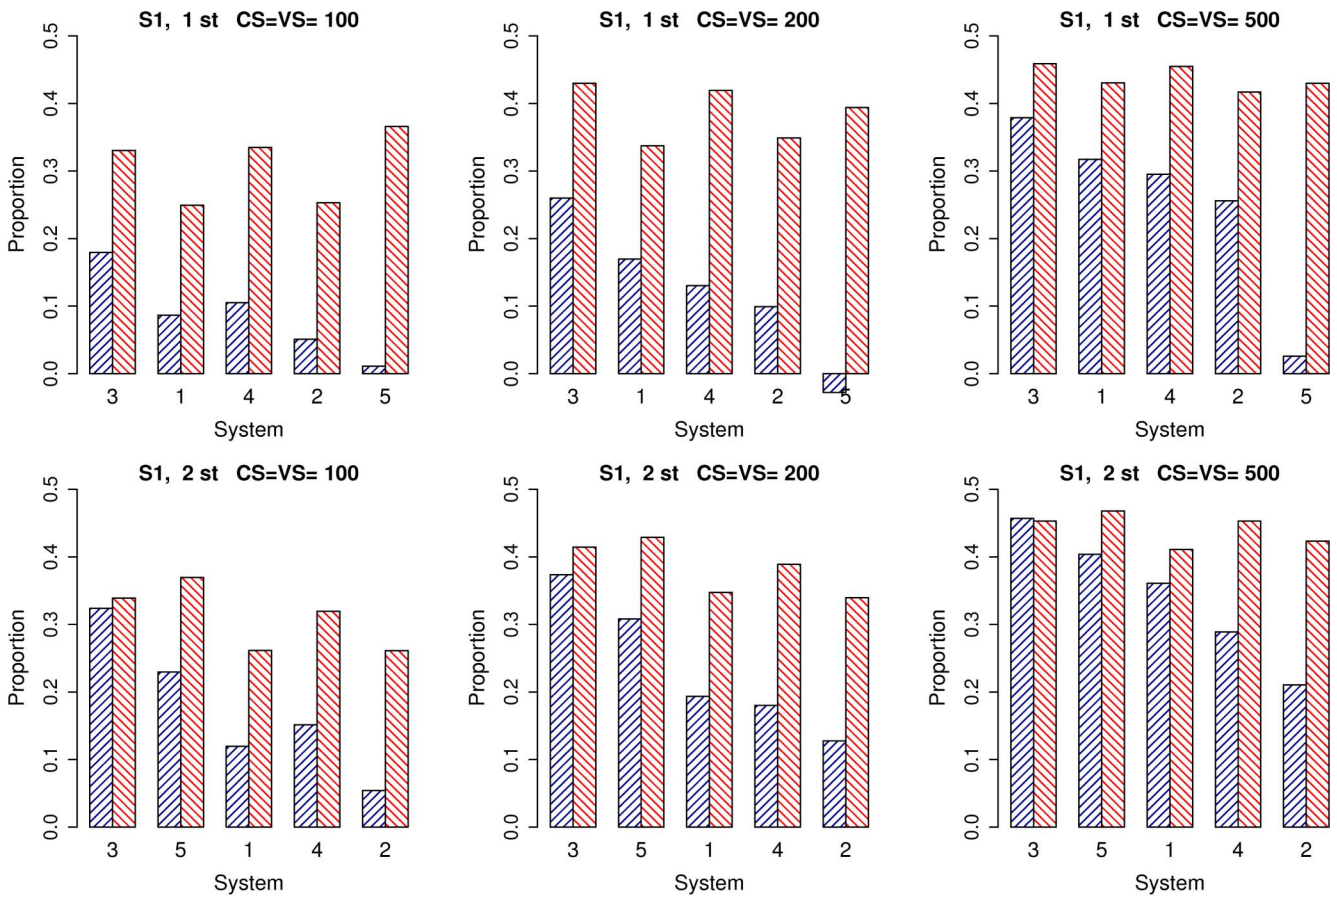 S1, 1 st CS=VS= 100
Proportion
0.0 0.1 0.2 0.3 0.4 0.5
3 1 4 2 5
System
S1, 1 st CS=VS= 200
Proportion
0.0 0.1 0.2 0.3 0.4 0.5
3 1 4 2 5
System
S1, 1 st CS=VS= 500
Proportion
0.0 0.1 0.2 0.3 0.4 0.5
3 1 4 2 5
System
S1, 2 st CS=VS= 100
Proportion
0.0 0.1 0.2 0.3 0.4 0.5
3 5 1 4 2
System
S1, 2 st CS=VS= 200
Proportion
0.0 0.1 0.2 0.3 0.4 0.5
3 5 1 4 2
System
S1, 2 st CS=VS= 500
Proportion
0.0 0.1 0.2 0.3 0.4 0.5
3 5 1 4 2
System